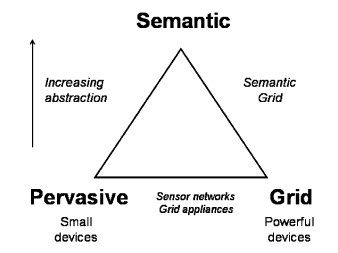 Semantic
Increasing
abstraction
Semantic
Grid
Pervasive
Small
devices
Sensor networks
Grid appliances
Grid
Powerful
devices